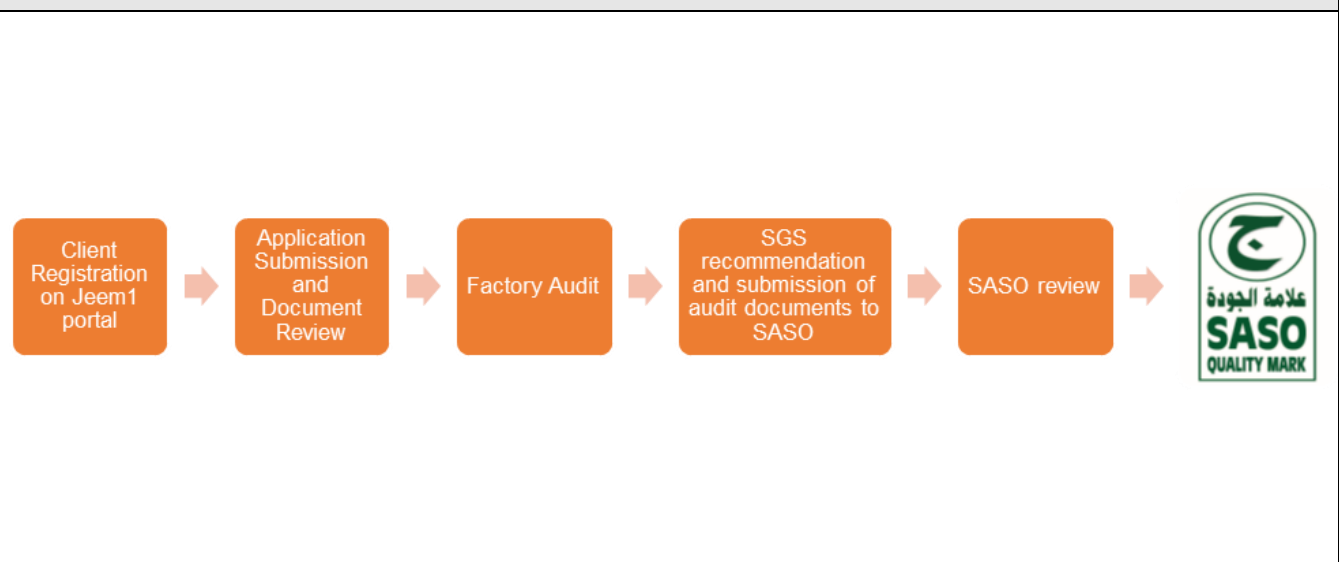 Client
Registration
on Jeem1
portal
Application
Submission
and
Document
Review
Factory Audit
SGS
recommendation
and submission of
audit documents to
SASO
SASO review
ج
علامة الجودة
SASO
QUALITY MARK